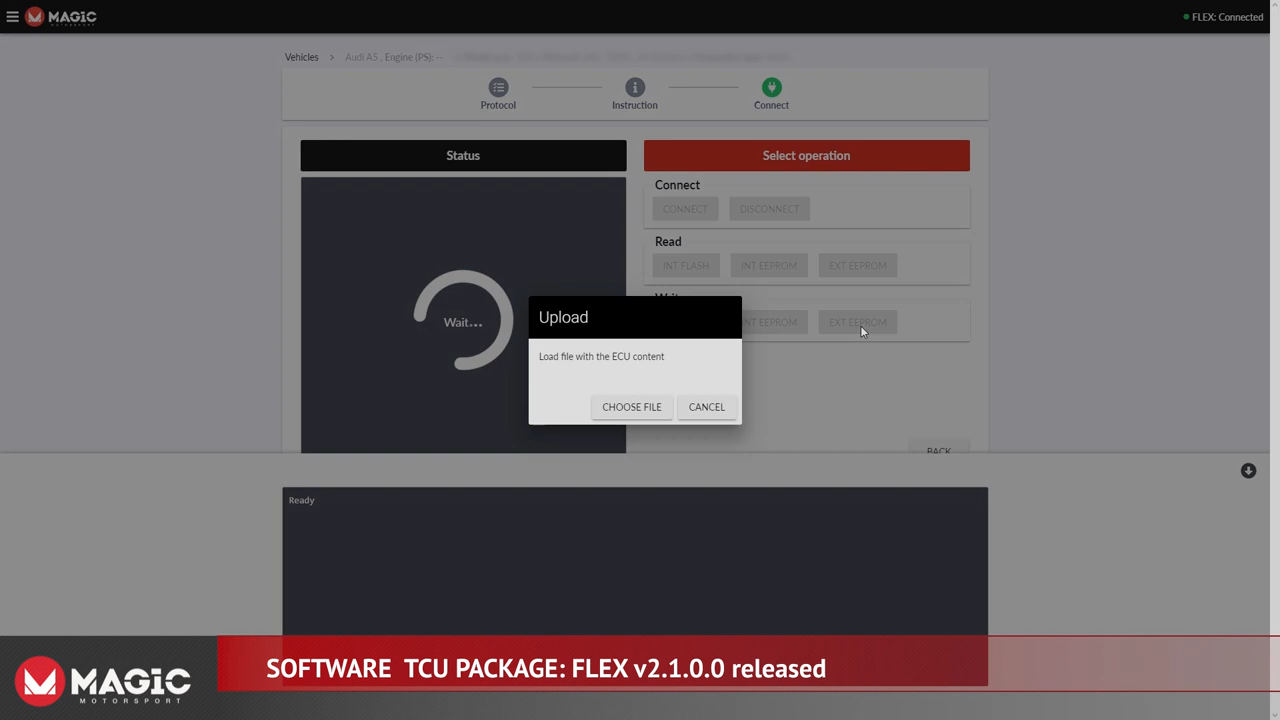 MAGIC
MOTORSPORT
FLEX: Connected
Vehicles > Audi A5 , Engine (PS): --
Protocol
Instruction
Connect
Status
Select operation
Connect
CONNECT
DISCONNECT
Read
INT FLASH
INT EEPROM
EXT EEPROM
INT EEPROM
EXT EEPROM
Wait...
Upload
Load file with the ECU content
CHOOSE FILE
CANCEL
BACK
Ready
MAGIC
MOTORSPORT
SOFTWARE TCU PACKAGE: FLEX v2.1.0.0 released